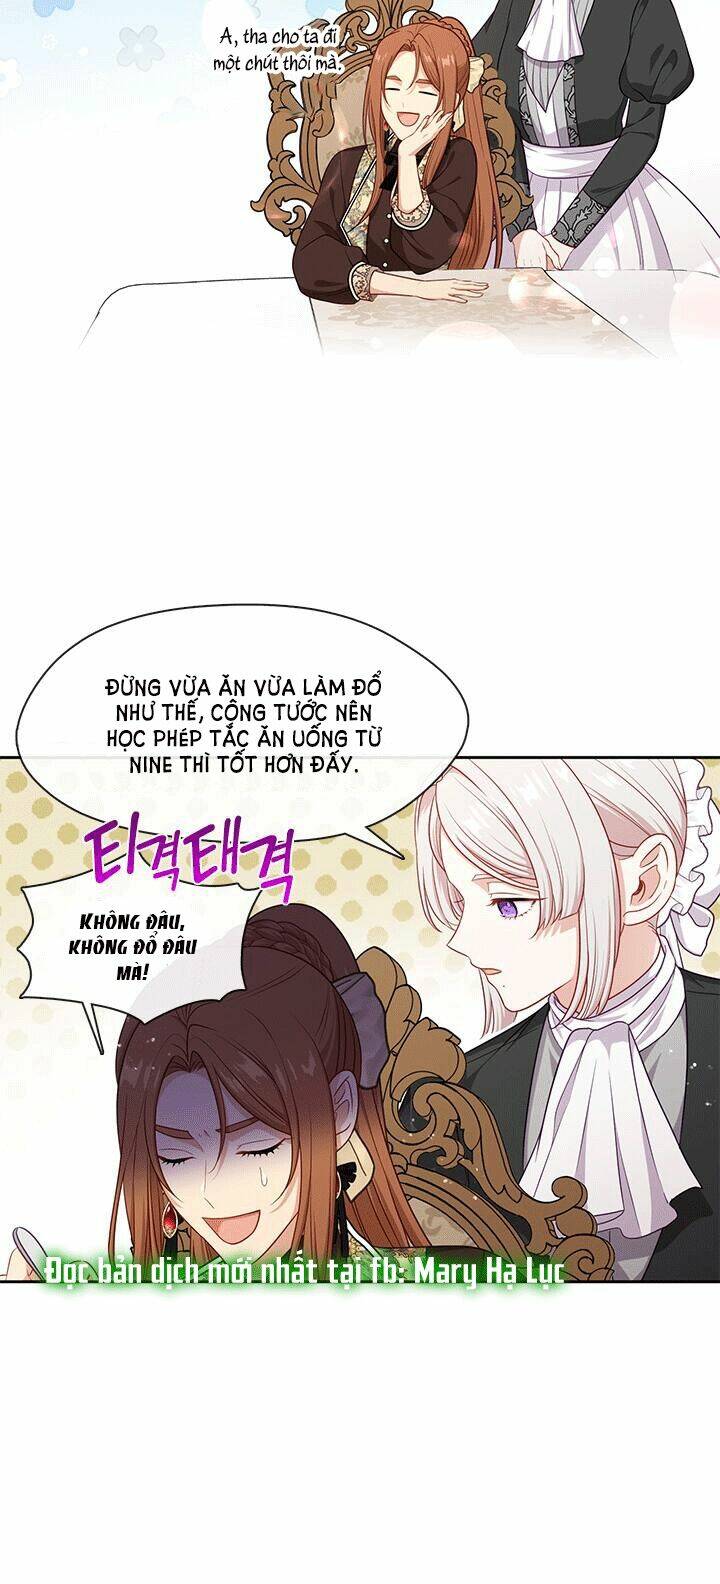 A, tha cho ta đi
một chút thôi mà.
ĐỪNG VỪA ĂN VỪA LÀM ĐỔ
NHƯ THẾ, CÔNG TƯỚC NÊN
HỌC PHÉP TẮC ĂN UỐNG TỪ
NINE THÌ TỐT HƠN ĐẤY.
티격태격
KHÔNG ĐÂU,
KHÔNG ĐỔ ĐÂU
MÀ!
Đọc bản dịch mới nhất tại fb: Mary Hạ Lục